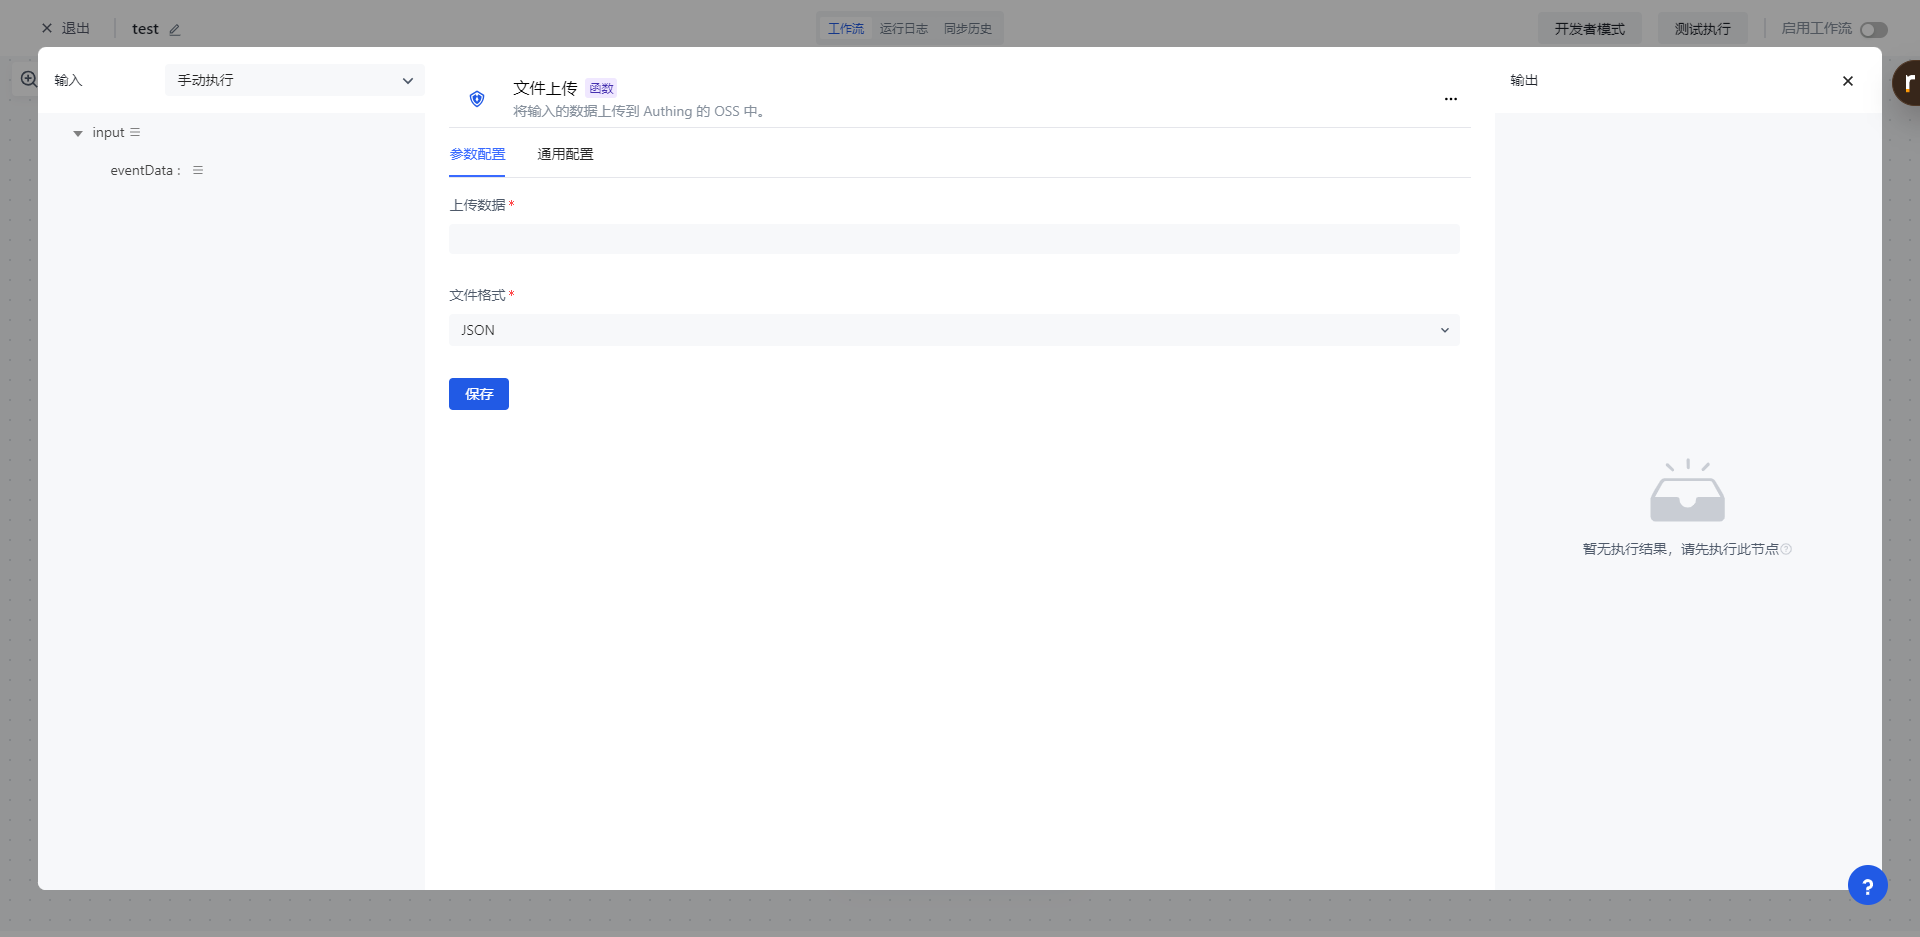 退出
test
工作流
运行日志
同步历史
开发者模式
测试执行
启用工作流
输入
手动执行
input
eventData :
文件上传 函数
将输入的数据上传到 Authing 的 OSS 中。
参数配置
通用配置
上传数据 *
文件格式 *
JSON
保存
输出
暂无执行结果，请先执行此节点
r
?